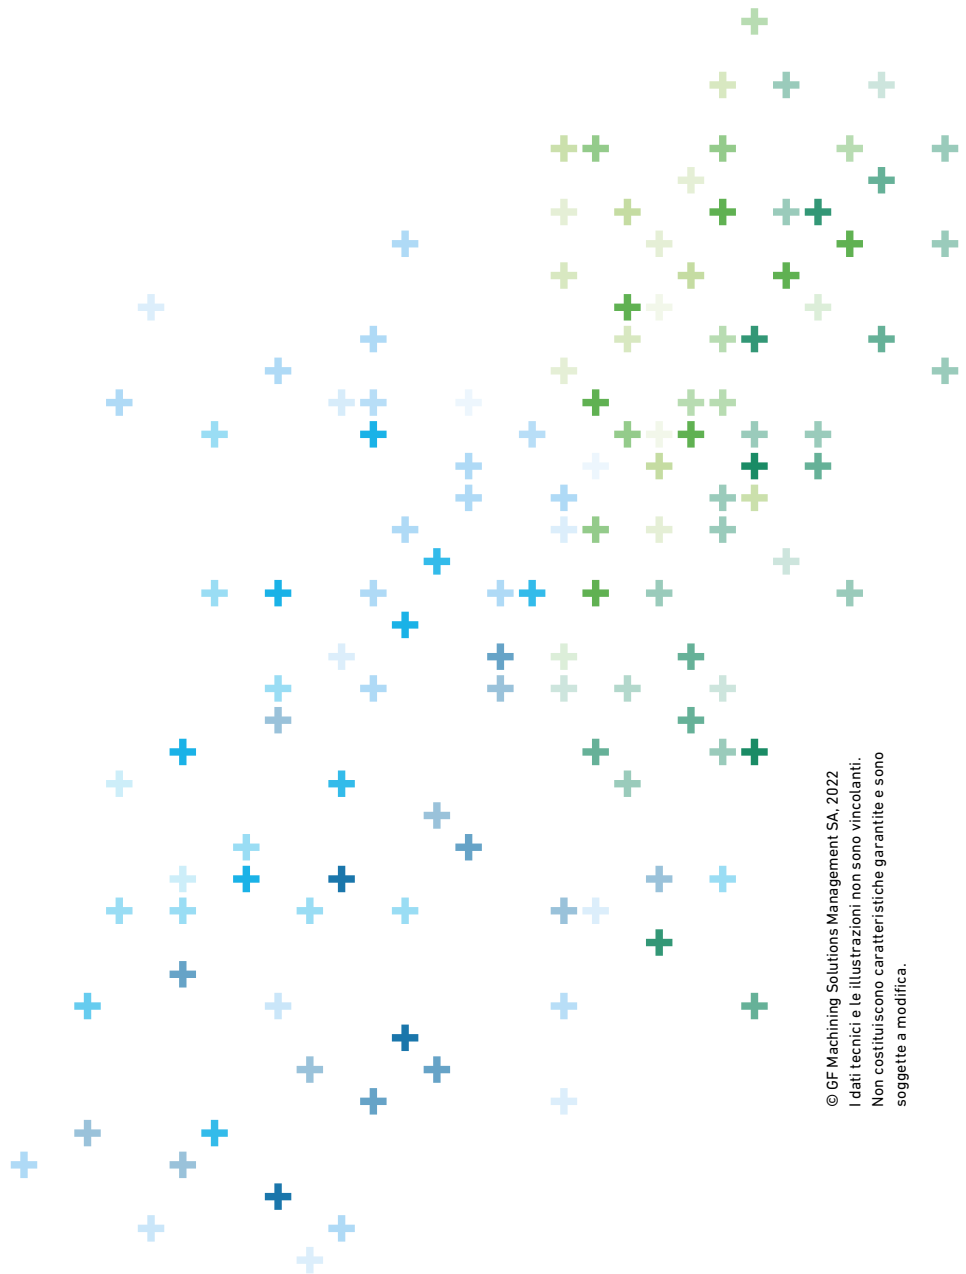 © GF Machining Solutions Management SA, 2022
I dati tecnici e le illustrazioni non sono vincolanti.
Non costituiscono caratteristiche garantite e sono
soggette a modifica.